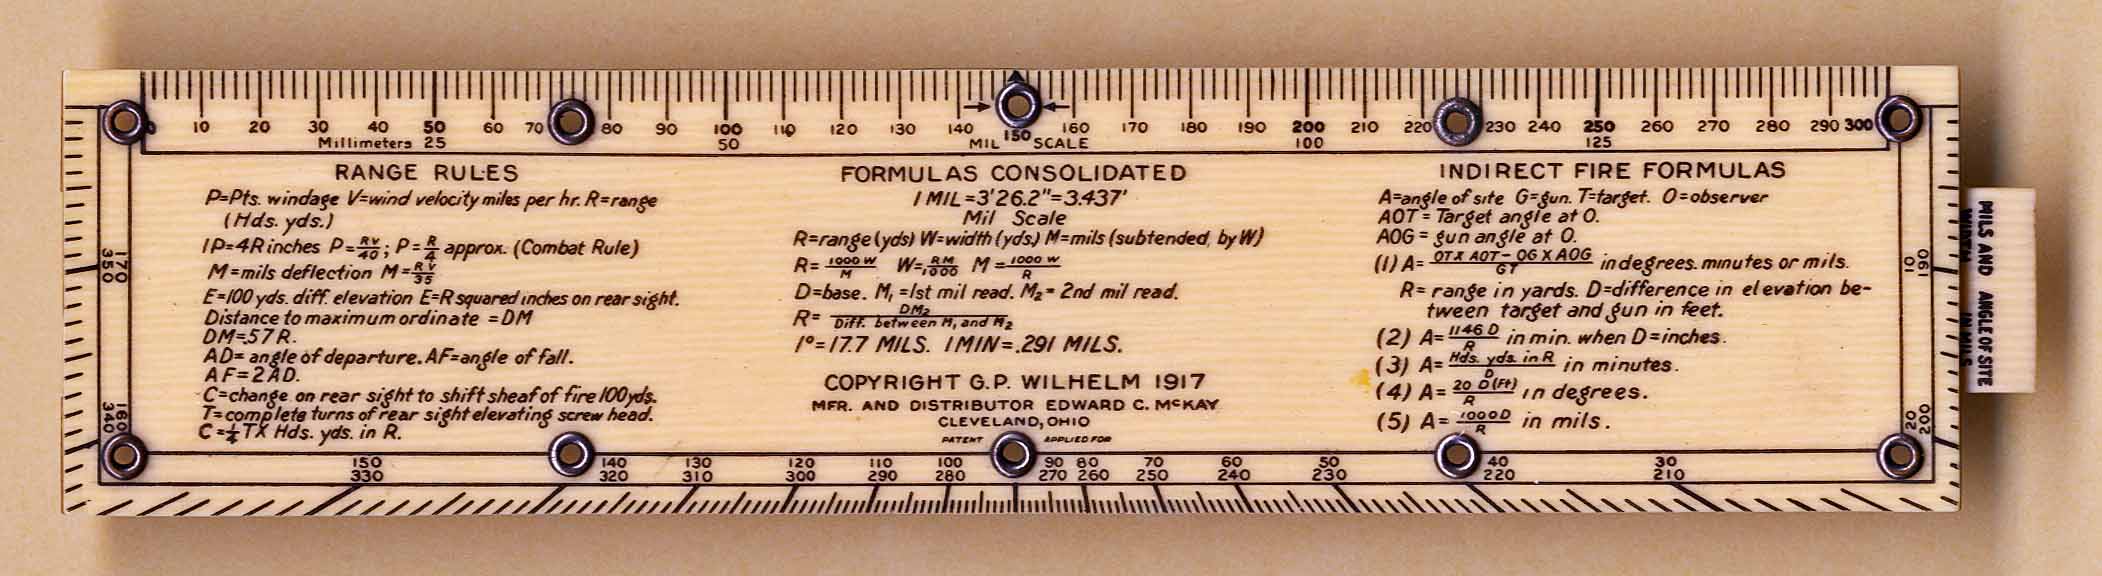 0 10 20 30 40 50 60 70 80 90 100 110 120 130 140 150 160 170 180 190 200 210 220 230 240 250 260 270 280 290 300
Millimeters 25 50 MIL SCALE 100 125
RANGE RULES
P=Pts. windage V=wind velocity miles per hr. R=range
(Hds. yds.)
1P=4R inches P=RV/40; P=R/4 approx. (Combat Rule)
M=mils deflection M=RV/35
E=100 yds. diff. elevation E=R squared inches on rear sight.
Distance to maximum ordinate =DM
DM=.57 R.
AD= angle of departure. AF=angle of fall.
AF=2AD.
C=change on rear sight to shift sheaf of fire 100yds.
T=complete turns of rear sight elevating screw head.
C=¼TX Hds. yds. in R.
FORMULAS CONSOLIDATED
1 MIL=3'26.2"=3.437'
Mil Scale
R=range (yds) W=width (yds.) M=mils (subtended by W)
R=1000 W/M W=RM/1000 M=1000 W/R
D=base. M₁=1st mil read. M₂=2nd mil read.
R= DM₂/Diff. between M₁ and M₂
1°=17.7 MILS. 1MIN=.291 MILS.
COPYRIGHT G.P. WILHELM 1917
MFR. AND DISTRIBUTOR EDWARD C. McKAY
CLEVELAND, OHIO
PATENT APPLIED FOR
INDIRECT FIRE FORMULAS
A=angle of site G=gun. T=target. O=observer
AOT = Target angle at O.
AOG = gun angle at O.
(1) A= OTX AOT-OG X AOG/GT in degrees. minutes or mils.
R= range in yards. D=difference in elevation be-
tween target and gun in feet.
(2) A=1146 D/R in min. when D=inches.
(3) A=Hds. yds. in R/D in minutes.
(4) A= 20 D (Ft)/R in degrees.
(5) A= 1000D/R in mils.
170
350
160
340
150 140 130 120 110 100 90 80 70 60 50 40 30
330 320 310 300 290 280 270 260 250 240 230 220 210
10
190
20
200
MILS AND ANGLE OF SITE
IN MILS